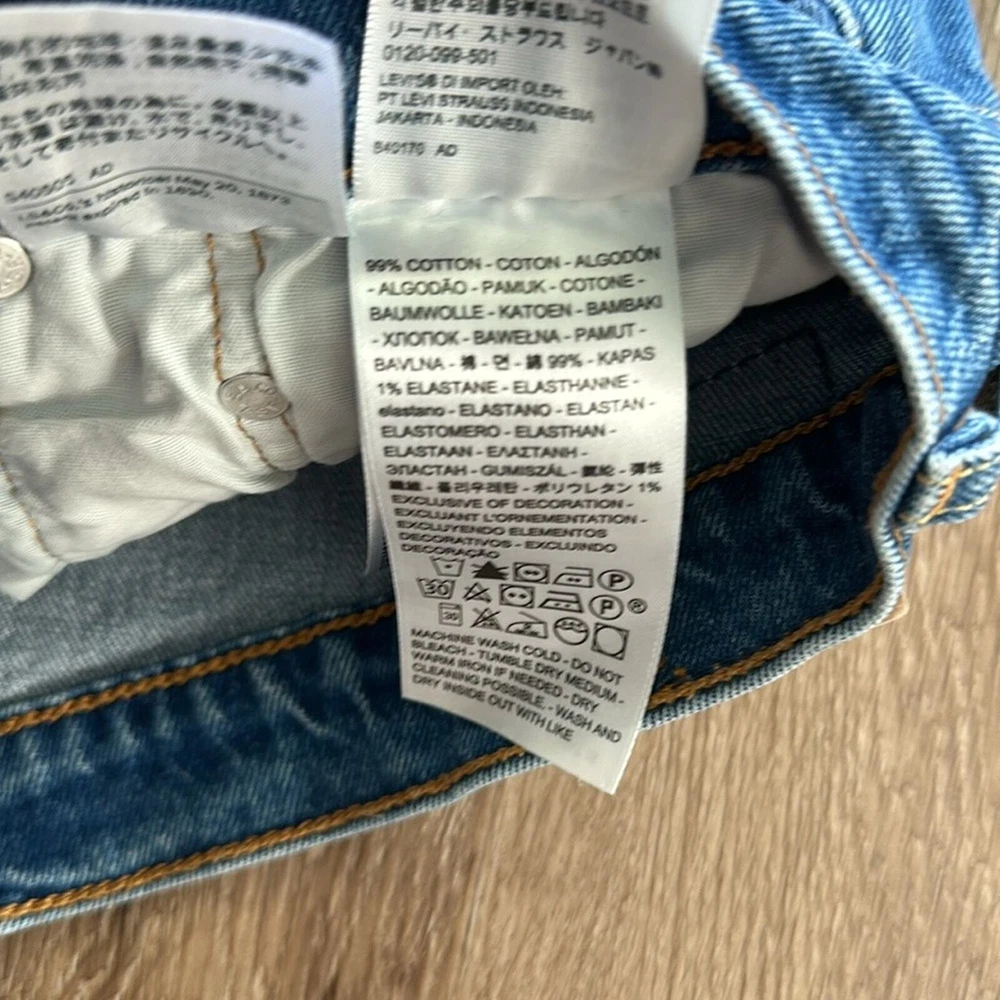 リーバイ・ストラウス ジャパン㈱
0120-099-501
LEVI'S® DI IMPORT OLEH:
PT LEVI STRAUSS INDONESIA
JAKARTA - INDONESIA
S40170 AD
S40505 AD
99% COTTON - COTON - ALGODÓN
- ALGODÃO - PAMUK - COTONE -
BAUMWOLLE - KATOEN - BAMBAKI
- ХЛОПОК - BAWEŁNA - PAMUT -
BAVLNA - 棉 - 면 - 綿 99% - KAPAS
1% ELASTANE - ELASTHANNE -
elastano - ELASTANO - ELASTAN -
ELASTOMERO - ELASTHAN -
ELASTAAN - ΕΛΑΣΤΑΝΗ -
ЭЛАСТАН - GUMISZÁL - 氨纶 - 彈性
纖維 - 폴리우레탄 - ポリウレタン 1%
EXCLUSIVE OF DECORATION -
EXCLUANT L'ORNEMENTATION -
EXCLUYENDO ELEMENTOS
DECORATIVOS - EXCLUINDO
DECORAÇÃO
P
30 P ®
30
MACHINE WASH COLD - DO NOT
BLEACH - TUMBLE DRY MEDIUM -
WARM IRON IF NEEDED - DRY
CLEANING POSSIBLE. - WASH AND
DRY INSIDE OUT WITH LIKE